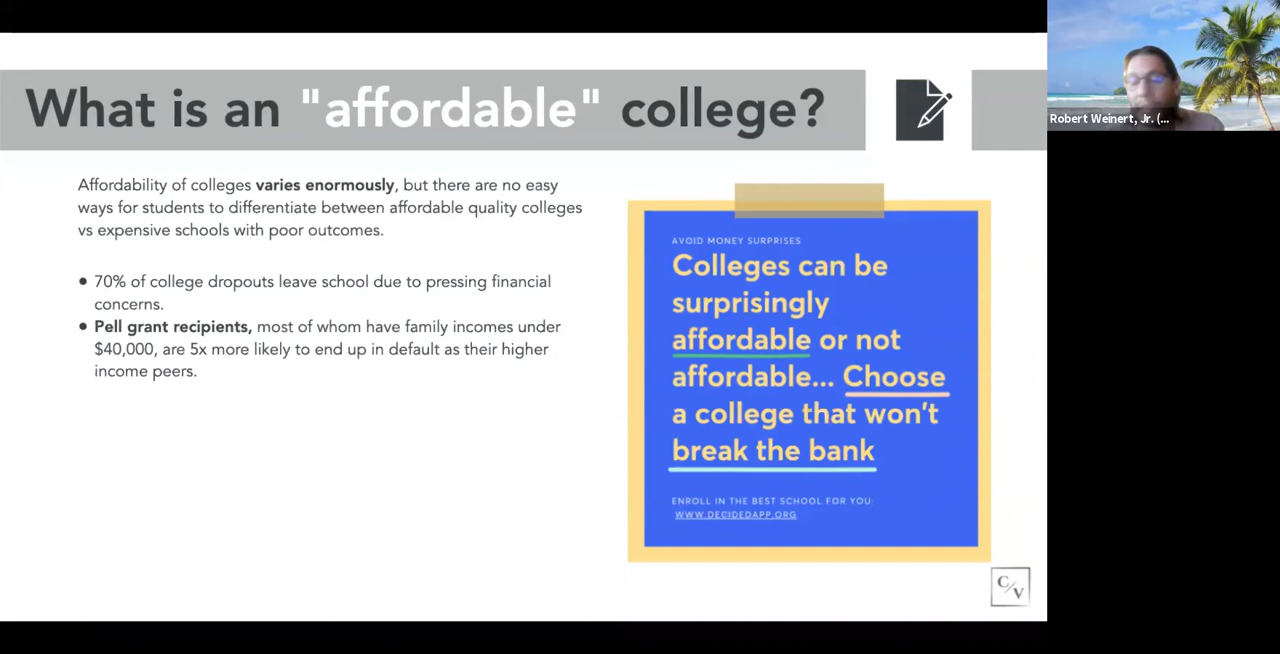 What is an "affordable" college?
Affordability of colleges varies enormously, but there are no easy
ways for students to differentiate between affordable quality colleges
vs expensive schools with poor outcomes.
● 70% of college dropouts leave school due to pressing financial
concerns.
● Pell grant recipients, most of whom have family incomes under
$40,000, are 5x more likely to end up in default as their higher
income peers.
AVOID MONEY SURPRISES
Colleges can be
surprisingly
affordable or not
affordable... Choose
a college that won't
break the bank
ENROLL IN THE BEST SCHOOL FOR YOU:
WWW.DECIDEDAPP.ORG
C/V
Robert Weinert, Jr. (...